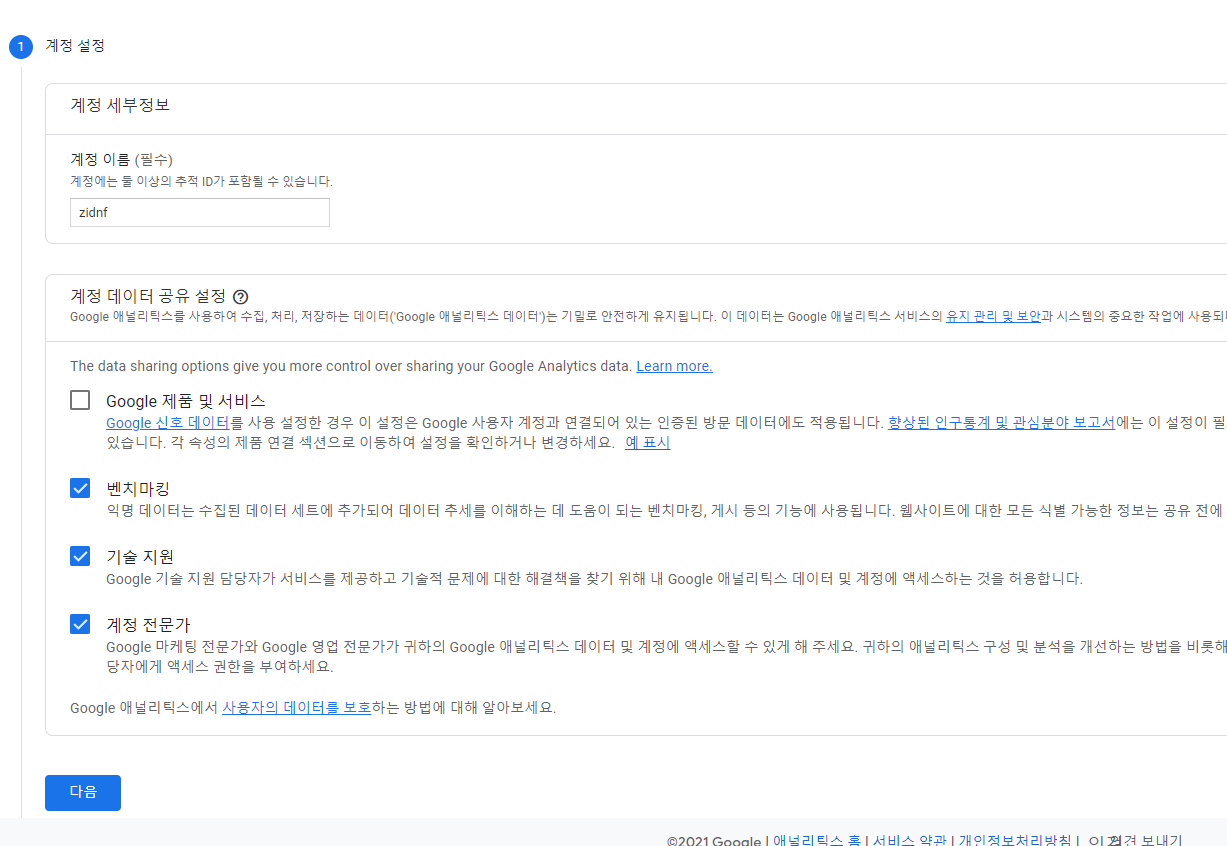 1 계정 설정
계정 세부정보
계정 이름 (필수)
계정에는 둘 이상의 추적 ID가 포함될 수 있습니다.
zidnf
계정 데이터 공유 설정 ?
Google 애널리틱스를 사용하여 수집, 처리, 저장하는 데이터('Google 애널리틱스 데이터')는 기밀로 안전하게 유지됩니다. 이 데이터는 Google 애널리틱스 서비스의 유지 관리 및 보안과 시스템의 중요한 작업에 사용되
The data sharing options give you more control over sharing your Google Analytics data. Learn more.
Google 제품 및 서비스
Google 신호 데이터를 사용 설정한 경우 이 설정은 Google 사용자 계정과 연결되어 있는 인증된 방문 데이터에도 적용됩니다. 향상된 인구통계 및 관심분야 보고서에는 이 설정이 필
있습니다. 각 속성의 제품 연결 섹션으로 이동하여 설정을 확인하거나 변경하세요. 예 표시
벤치마킹
익명 데이터는 수집된 데이터 세트에 추가되어 데이터 추세를 이해하는 데 도움이 되는 벤치마킹, 게시 등의 기능에 사용됩니다. 웹사이트에 대한 모든 식별 가능한 정보는 공유 전에
기술 지원
Google 기술 지원 담당자가 서비스를 제공하고 기술적 문제에 대한 해결책을 찾기 위해 내 Google 애널리틱스 데이터 및 계정에 액세스하는 것을 허용합니다.
계정 전문가
Google 마케팅 전문가와 Google 영업 전문가가 귀하의 Google 애널리틱스 데이터 및 계정에 액세스할 수 있게 해 주세요. 귀하의 애널리틱스 구성 및 분석을 개선하는 방법을 비롯해
당자에게 액세스 권한을 부여하세요.
Google 애널리틱스에서 사용자의 데이터를 보호하는 방법에 대해 알아보세요.
다음
©2021 Google | 애널리틱스 홈 | 서비스 약관 | 개인정보처리방침 | 의견 보내기